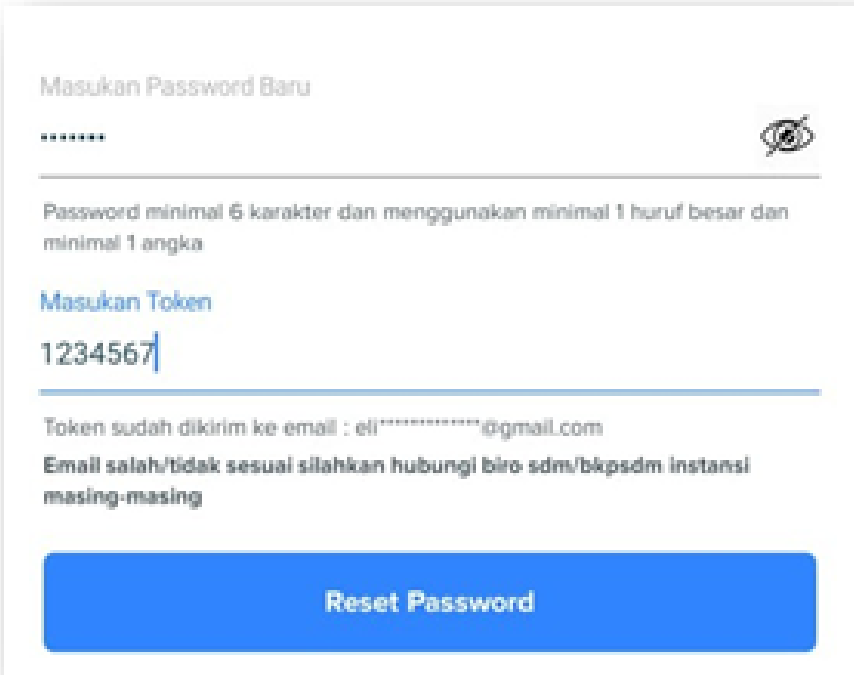 Masukan Password Baru
•••••••
Password minimal 6 karakter dan menggunakan minimal 1 huruf besar dan
minimal 1 angka
Masukan Token
1234567
Token sudah dikirim ke email : eli*************@gmail.com
Email salah/tidak sesuai silahkan hubungi biro sdm/bkpsdm instansi
masing-masing
Reset Password